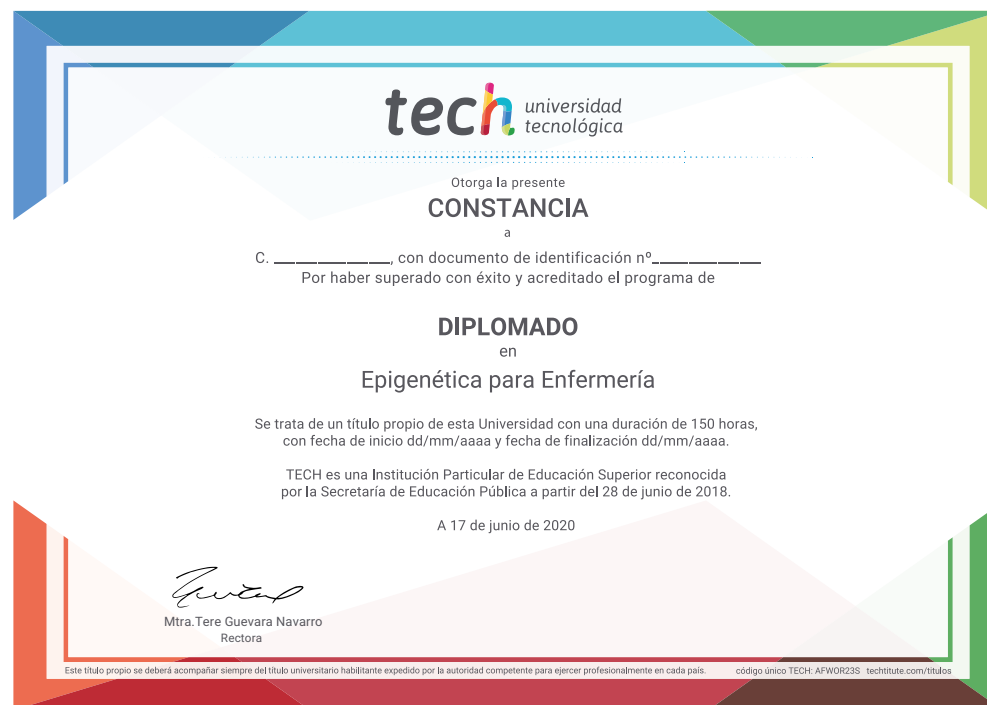 tech universidad
tecnológica
Otorga la presente
CONSTANCIA
a
C. ____________, con documento de identificación nº____________
Por haber superado con éxito y acreditado el programa de
DIPLOMADO
en
Epigenética para Enfermería
Se trata de un título propio de esta Universidad con una duración de 150 horas,
con fecha de inicio dd/mm/aaaa y fecha de finalización dd/mm/aaaa.
TECH es una Institución Particular de Educación Superior reconocida
por la Secretaría de Educación Pública a partir del 28 de junio de 2018.
A 17 de junio de 2020
Mtra.Tere Guevara Navarro
Rectora
Este título propio se deberá acompañar siempre del título universitario habilitante expedido por la autoridad competente para ejercer profesionalmente en cada país. código único TECH: AFWOR23S techtitute.com/titulos